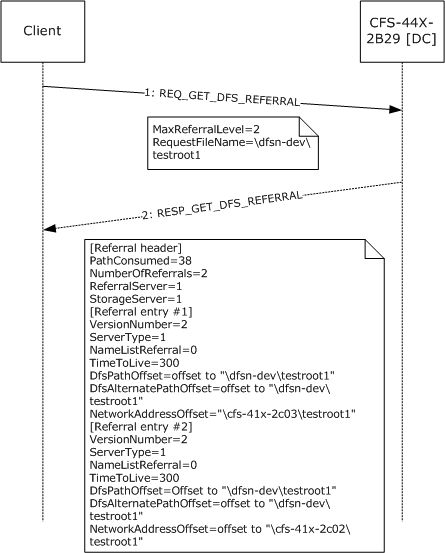 Client
CFS-44X-
2B29 [DC]
1: REQ_GET_DFS_REFERRAL
MaxReferralLevel=2
RequestFileName=\dfsn-dev\
testroot1
2: RESP_GET_DFS_REFERRAL
[Referral header]
PathConsumed=38
NumberOfReferrals=2
ReferralServer=1
StorageServer=1
[Referral entry #1]
VersionNumber=2
ServerType=1
NameListReferral=0
TimeToLive=300
DfsPathOffset=offset to "\dfsn-dev\testroot1"
DfsAlternatePathOffset=offset to "\dfsn-dev\
testroot1"
NetworkAddressOffset="\cfs-41x-2c03\testroot1"
[Referral entry #2]
VersionNumber=2
ServerType=1
NameListReferral=0
TimeToLive=300
DfsPathOffset=Offset to "\dfsn-dev\testroot1"
DfsAlternatePathOffset=offset to "\dfsn-dev\
testroot1"
NetworkAddressOffset=offset to "\cfs-41x-2c02\
testroot1"